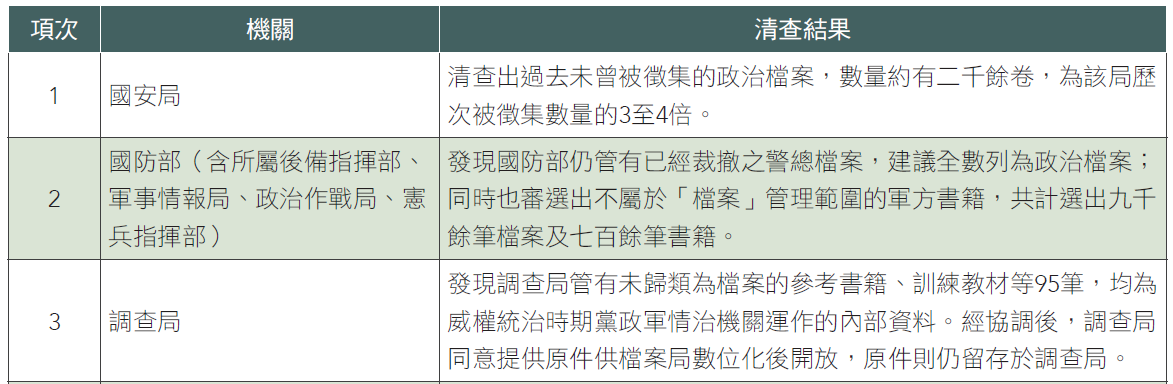 項次 機關 清查結果
1 國安局 清查出過去未曾被徵集的政治檔案，數量約有二千餘卷，為該局歷
次被徵集數量的3至4倍。
2 國防部（含所屬後備指揮部、
軍事情報局、政治作戰局、憲
兵指揮部） 發現國防部仍管有已經裁撤之警總檔案，建議全數列為政治檔案；
同時也審選出不屬於「檔案」管理範圍的軍方書籍，共計選出九千
餘筆檔案及七百餘筆書籍。
3 調查局 發現調查局管有未歸類為檔案的參考書籍、訓練教材等95筆，均為
威權統治時期黨政軍情治機關運作的內部資料。經協調後，調查局
同意提供原件供檔案局數位化後開放，原件則仍留存於調查局。